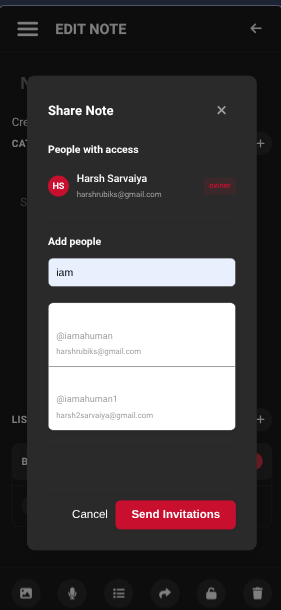 EDIT NOTE
N
Share Note
Cre
People with access
CAT
HS
Harsh Sarvaiya
harshrubiks@gmail.com
owner
S
Add people
iam
@iamahuman
harshrubiks@gmail.com
@iamahuman1
harsh2sarvaiya@gmail.com
LIS
B
Cancel
Send Invitations